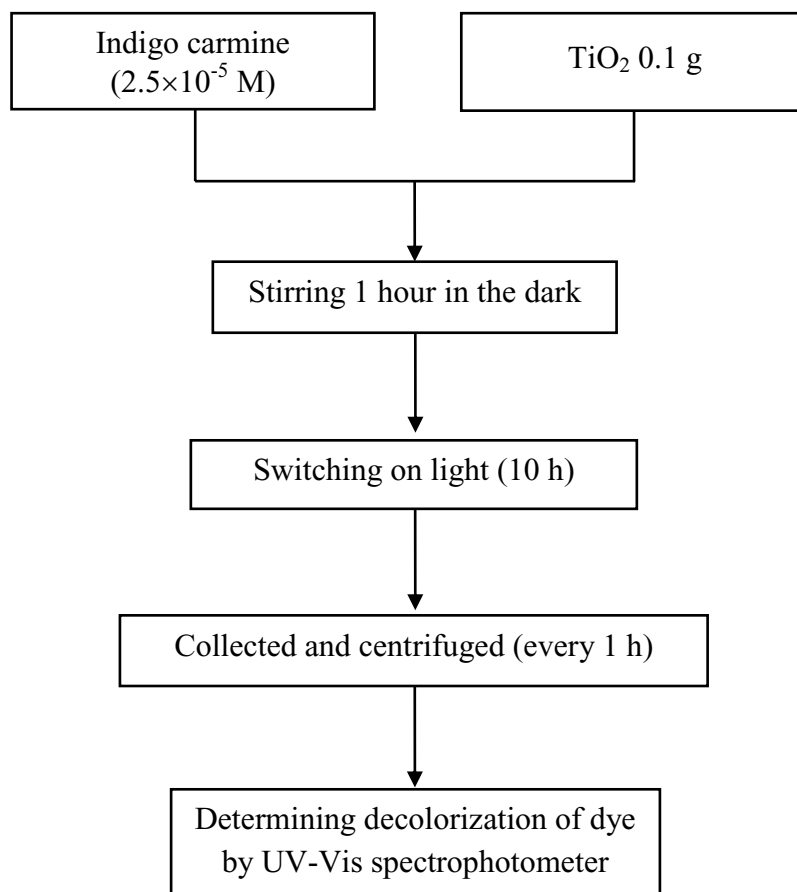 Indigo carmine
(2.5×10⁻⁵ M)
TiO₂ 0.1 g
Stirring 1 hour in the dark
Switching on light (10 h)
Collected and centrifuged (every 1 h)
Determining decolorization of dye
by UV-Vis spectrophotometer